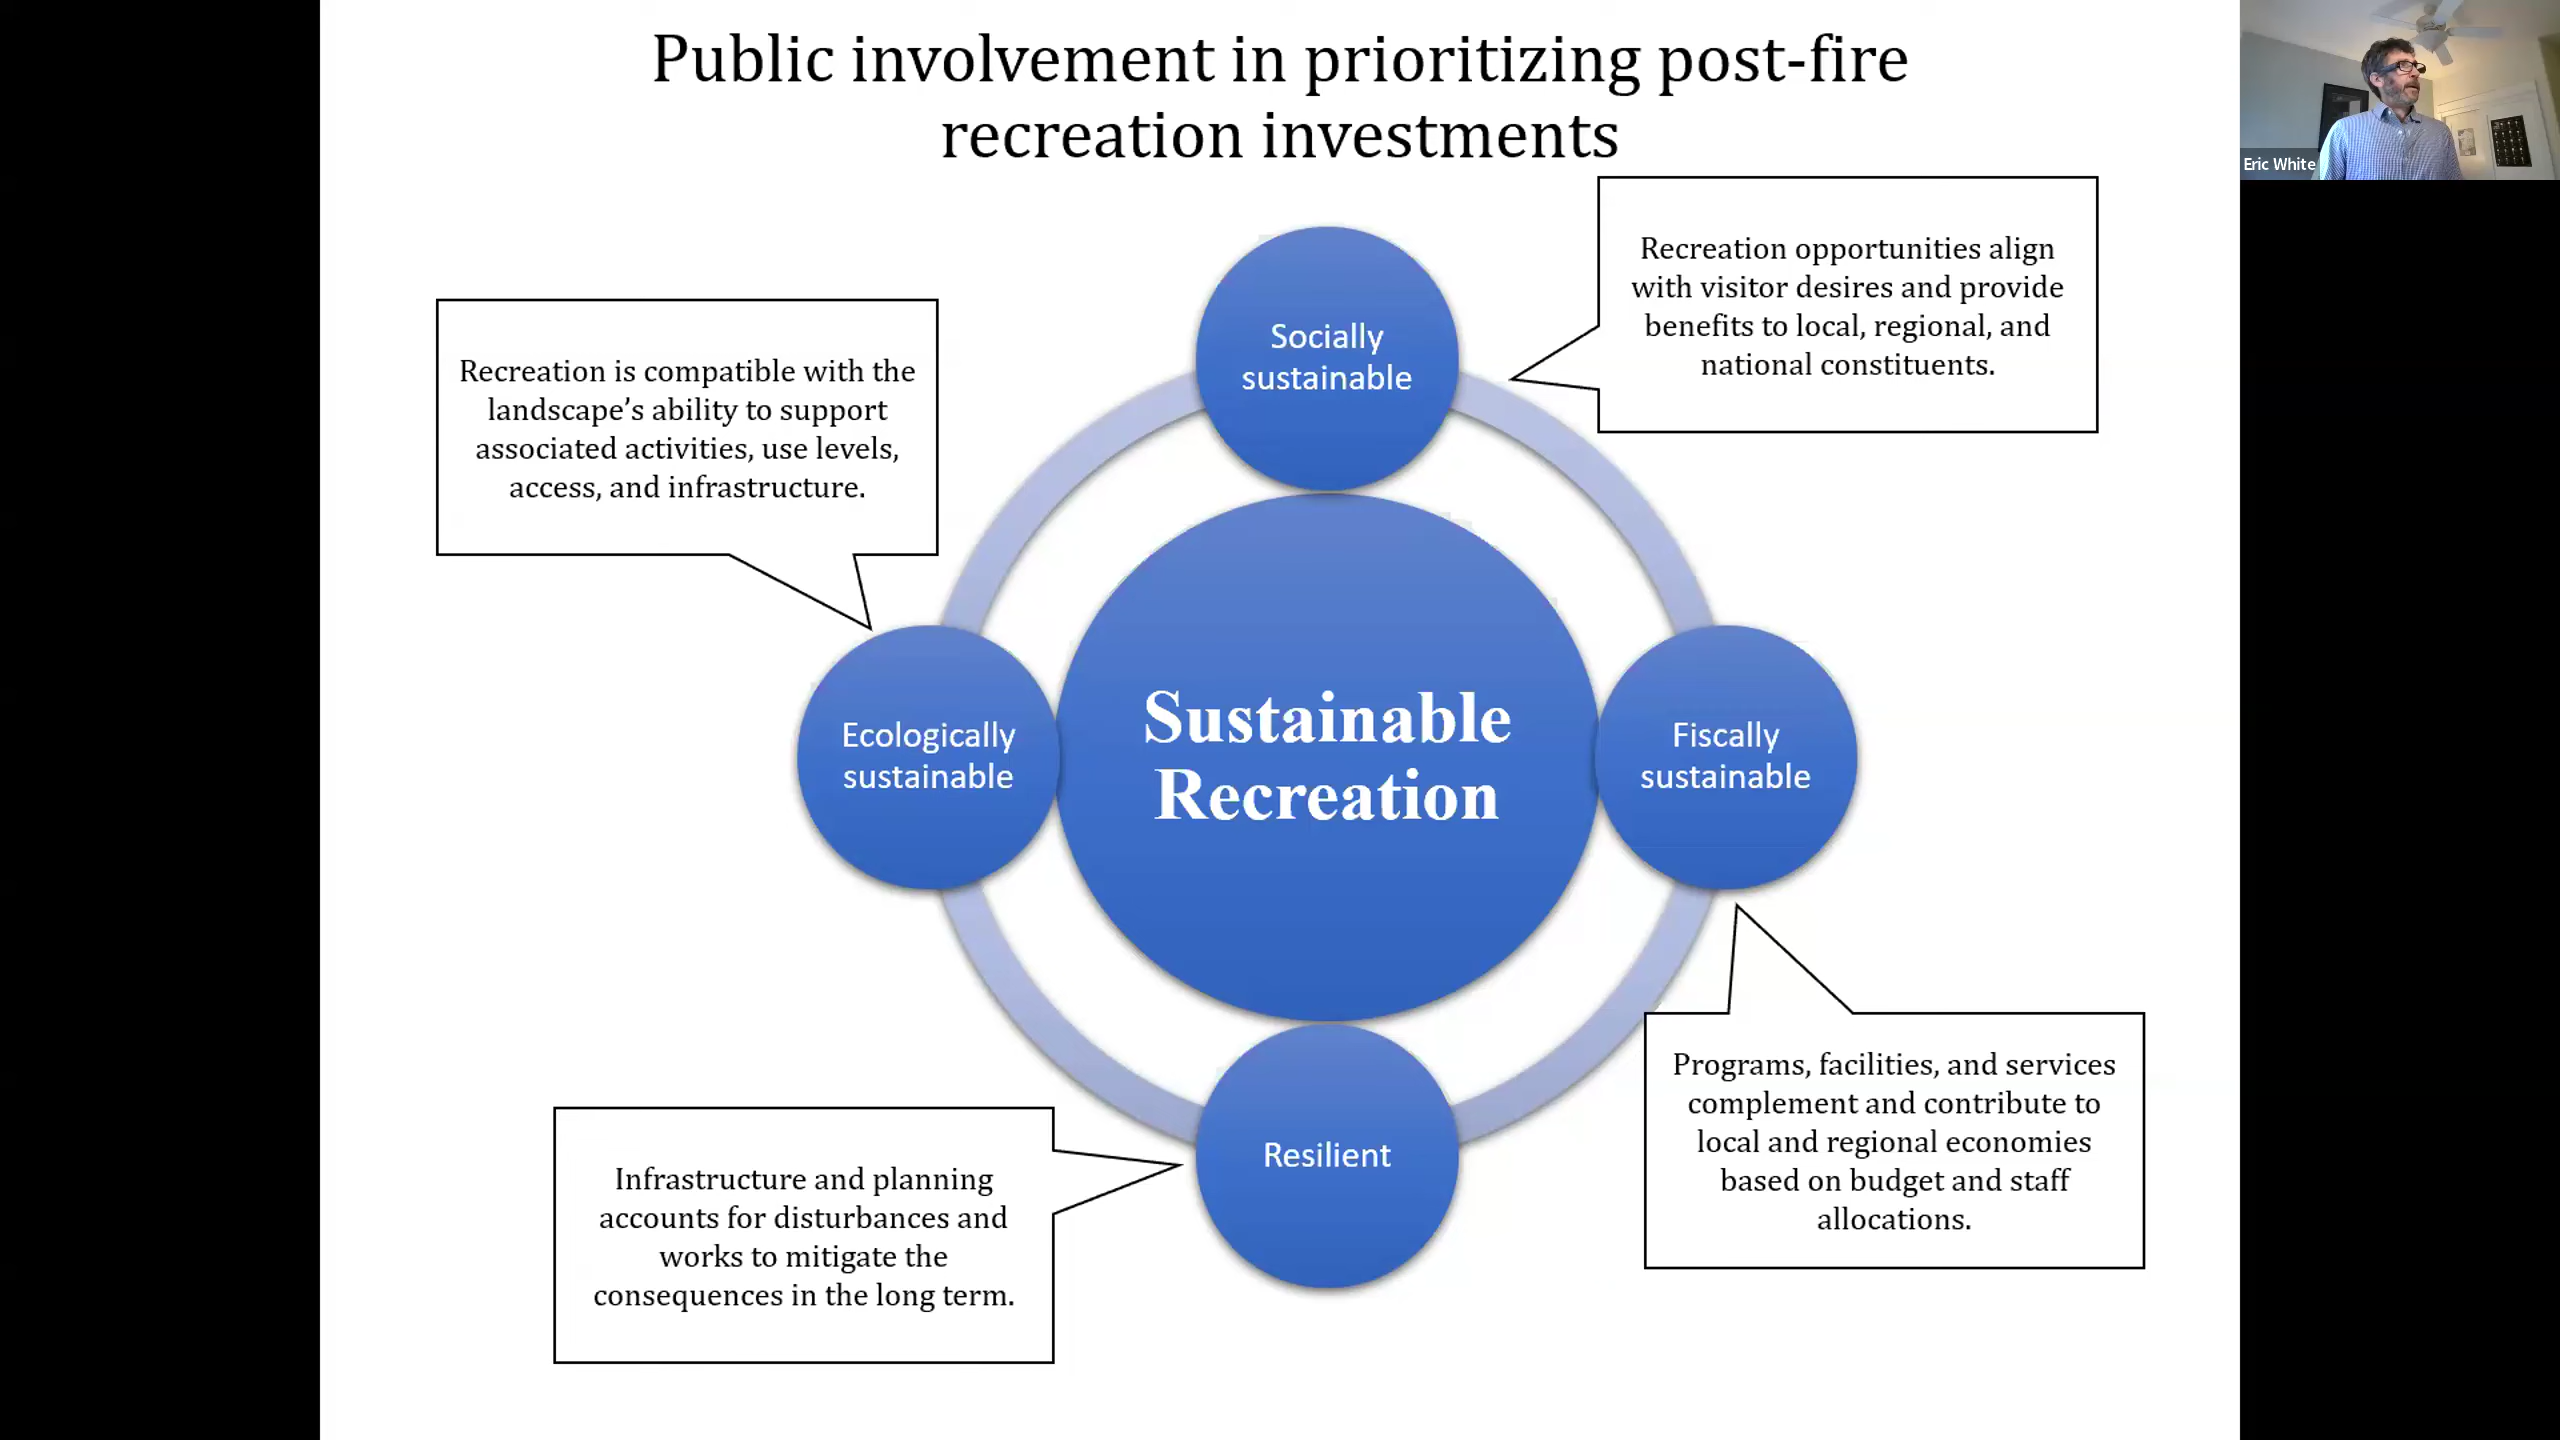 Public involvement in prioritizing post-fire
recreation investments
Eric White
Socially
sustainable
Recreation opportunities align
with visitor desires and provide
benefits to local, regional, and
national constituents.
Recreation is compatible with the
landscape’s ability to support
associated activities, use levels,
access, and infrastructure.
Ecologically
sustainable
Sustainable
Recreation
Fiscally
sustainable
Programs, facilities, and services
complement and contribute to
local and regional economies
based on budget and staff
allocations.
Resilient
Infrastructure and planning
accounts for disturbances and
works to mitigate the
consequences in the long term.